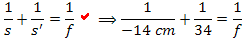 1/s + 1/s' = 1/f ✔ ⟹ 1/(−14 cm) + 1/34 = 1/f